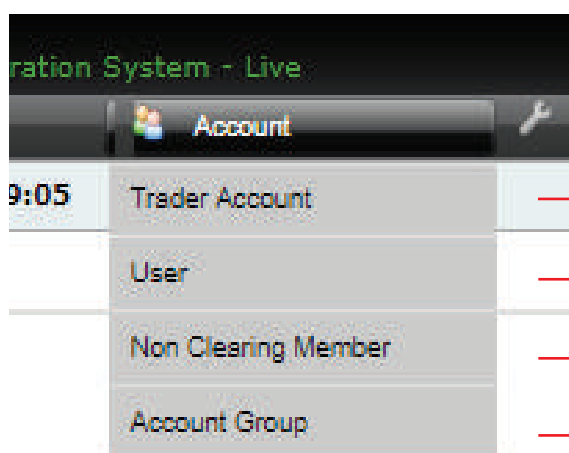 ration System - Live
Account
9:05 Trader Account
User
Non Clearing Member
Account Group